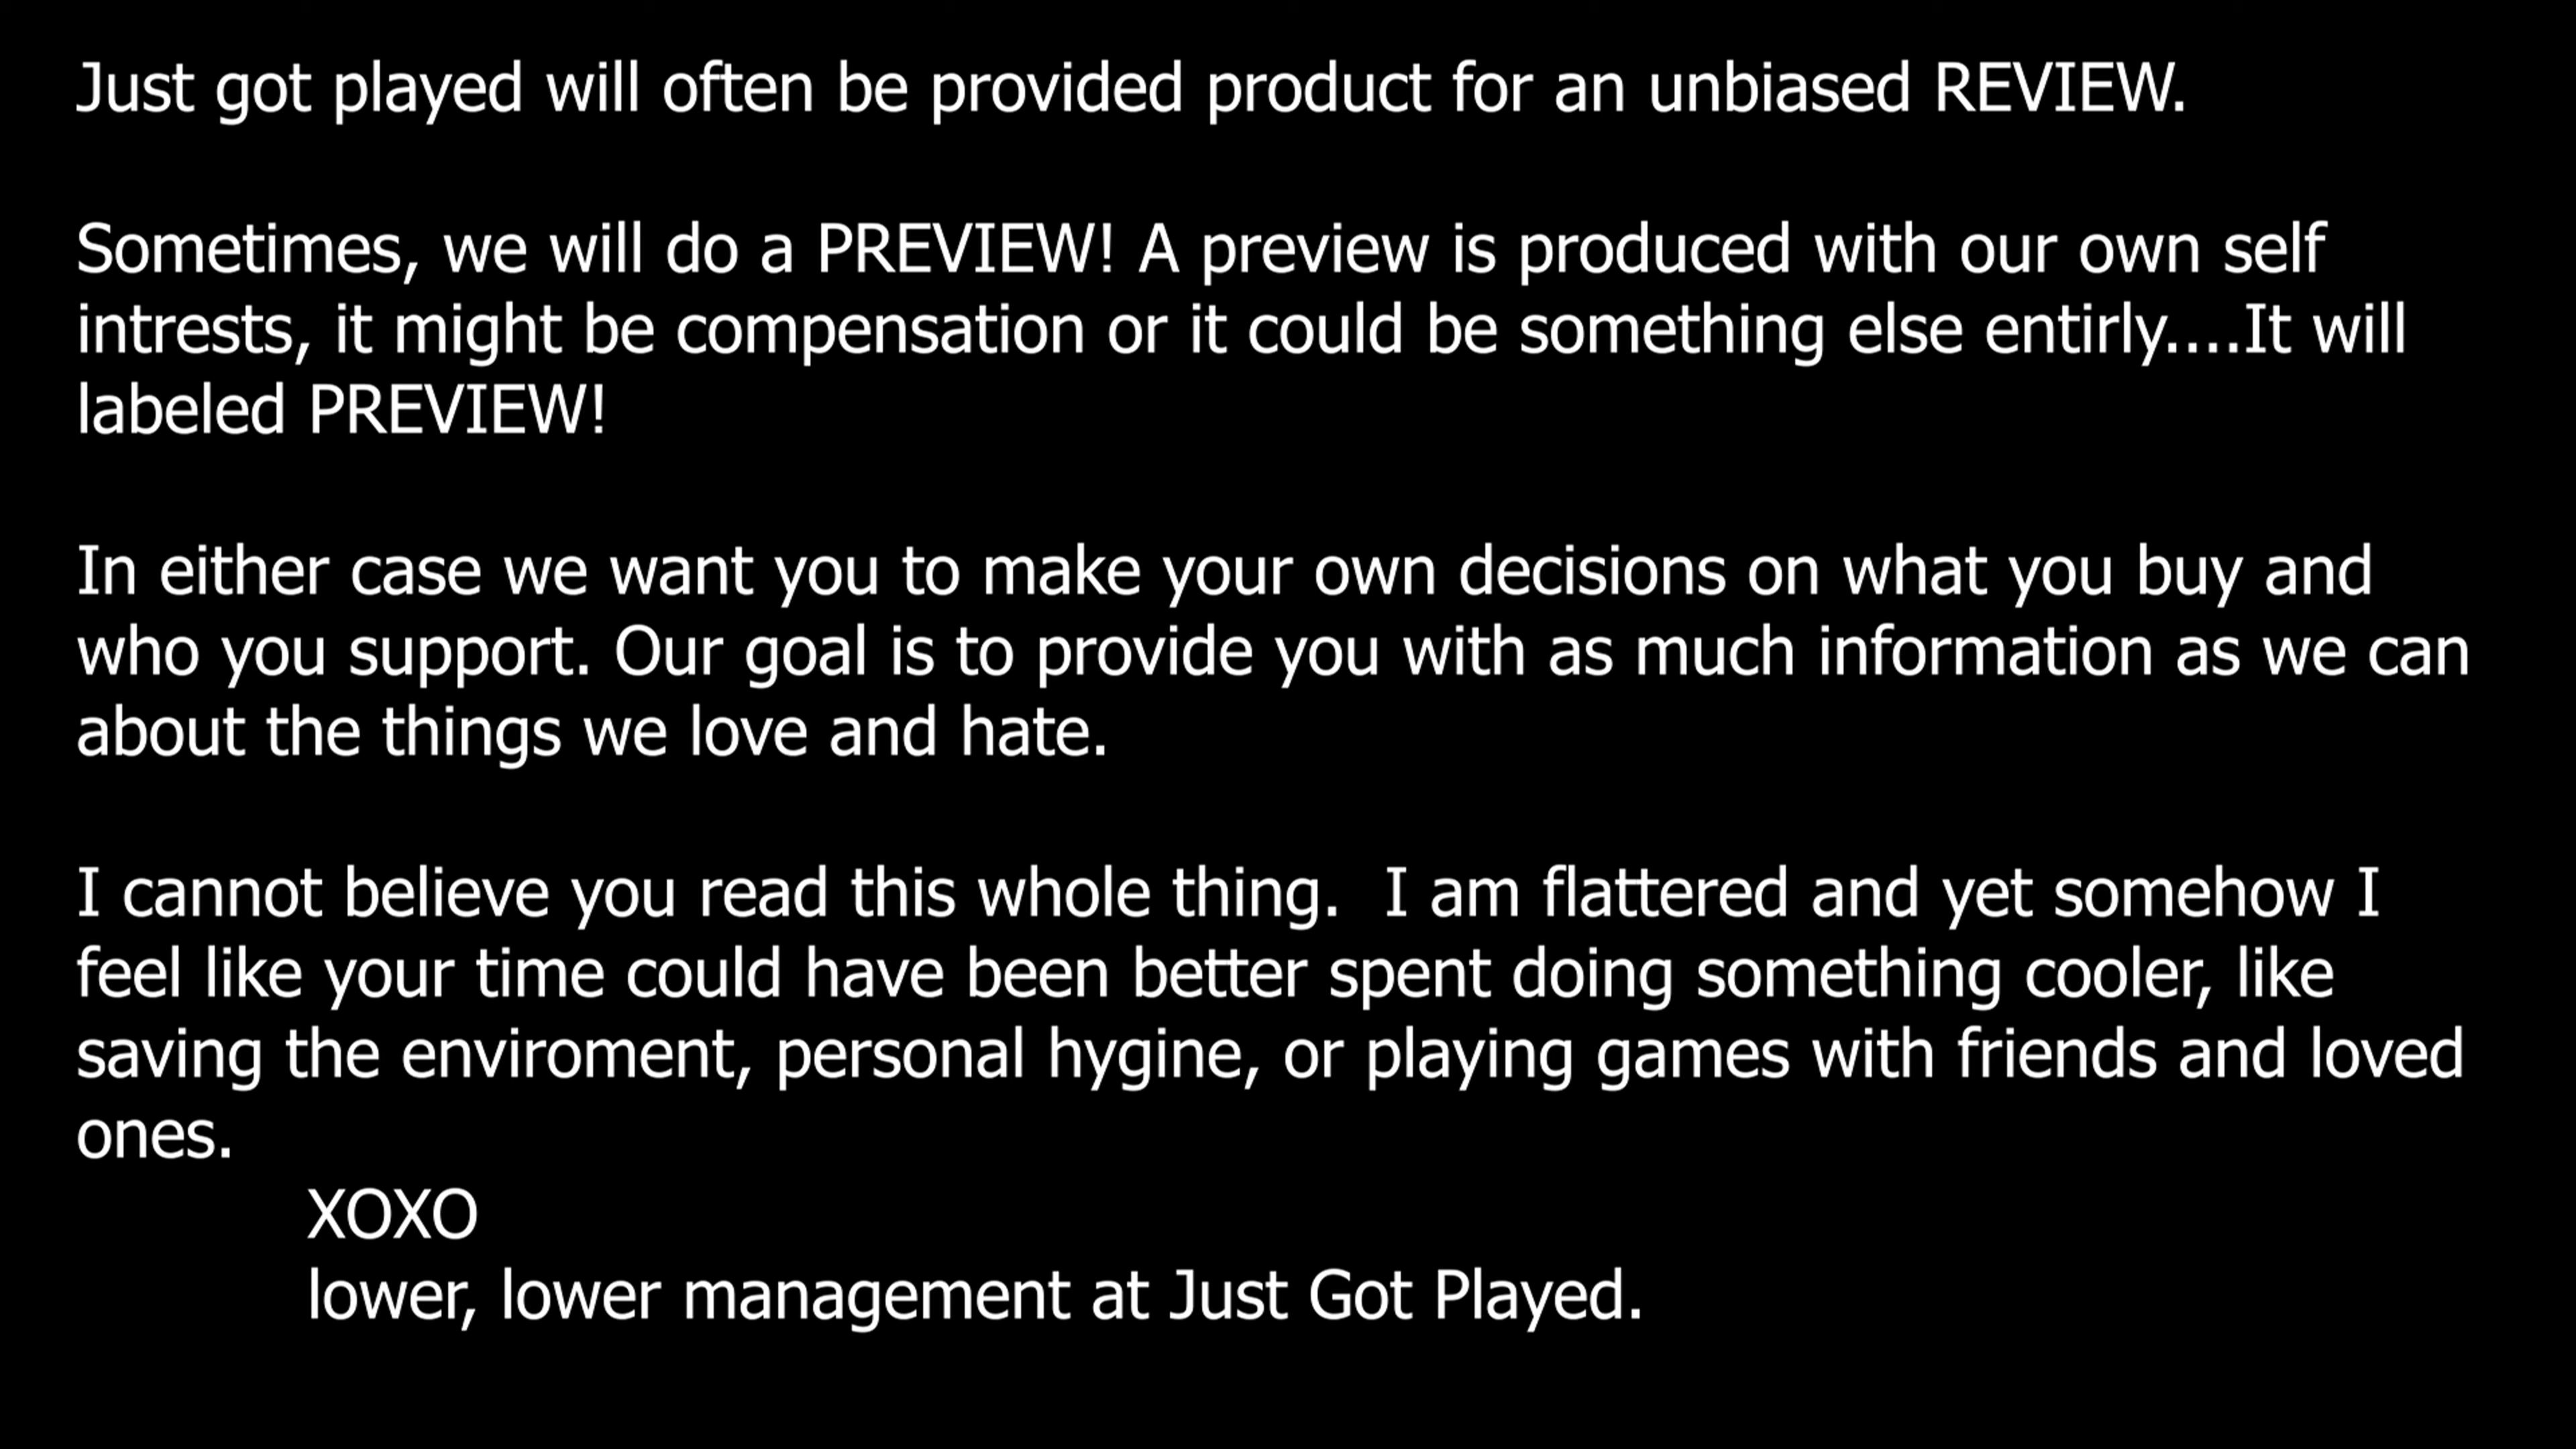 Just got played will often be provided product for an unbiased REVIEW.
Sometimes, we will do a PREVIEW! A preview is produced with our own self
intrests, it might be compensation or it could be something else entirly....It will
labeled PREVIEW!
In either case we want you to make your own decisions on what you buy and
who you support. Our goal is to provide you with as much information as we can
about the things we love and hate.
I cannot believe you read this whole thing.  I am flattered and yet somehow I
feel like your time could have been better spent doing something cooler, like
saving the enviroment, personal hygine, or playing games with friends and loved
ones.
XOXO
lower, lower management at Just Got Played.